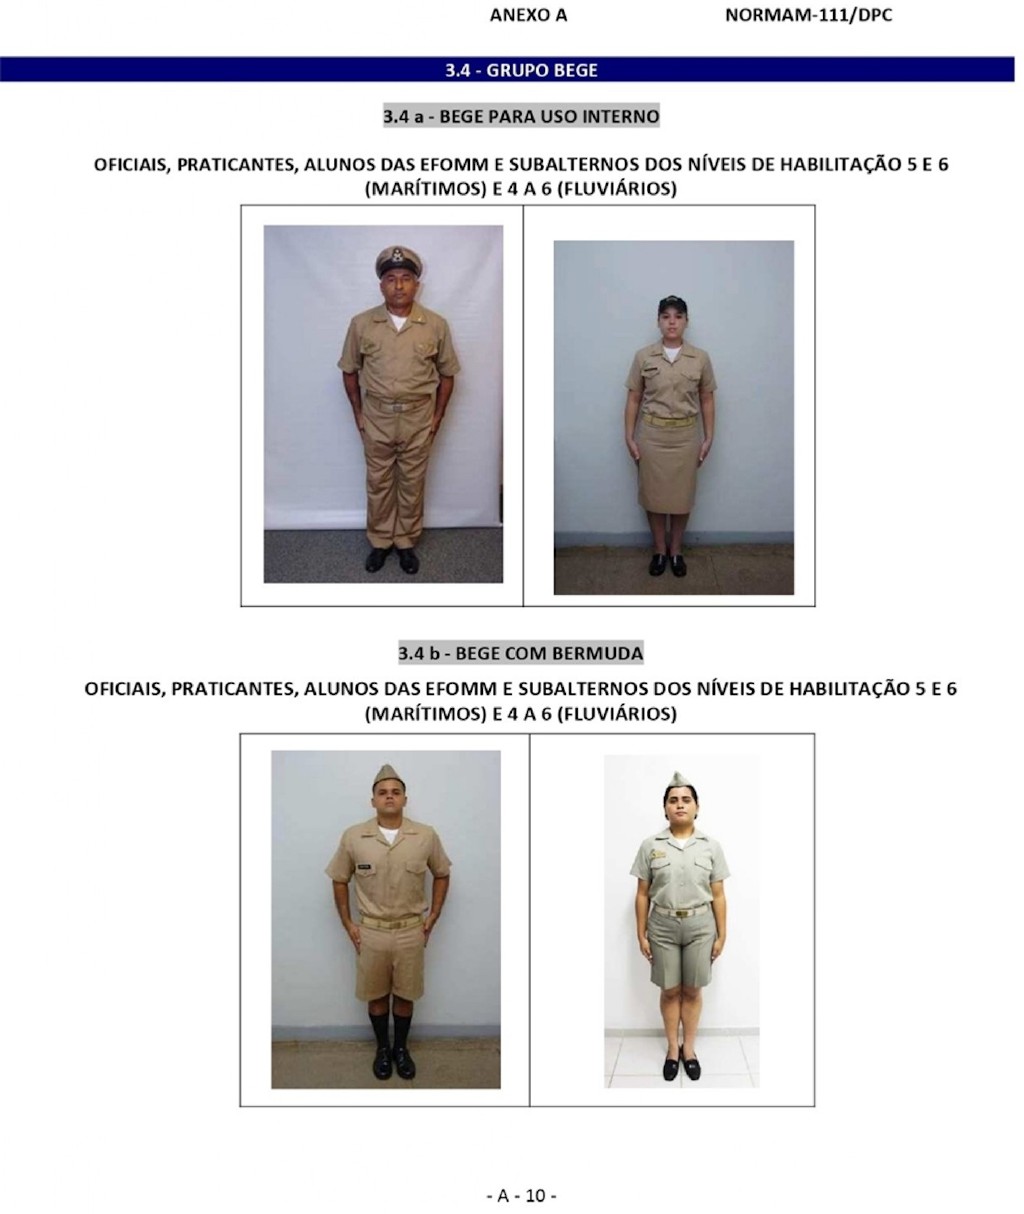 ANEXO A NORMAM-111/DPC
3.4 - GRUPO BEGE
3.4 a - BEGE PARA USO INTERNO
OFICIAIS, PRATICANTES, ALUNOS DAS EFOMM E SUBALTERNOS DOS NÍVEIS DE HABILITAÇÃO 5 E 6
(MARÍTIMOS) E 4 A 6 (FLUVIÁRIOS)
3.4 b - BEGE COM BERMUDA
OFICIAIS, PRATICANTES, ALUNOS DAS EFOMM E SUBALTERNOS DOS NÍVEIS DE HABILITAÇÃO 5 E 6
(MARÍTIMOS) E 4 A 6 (FLUVIÁRIOS)
- A - 10 -